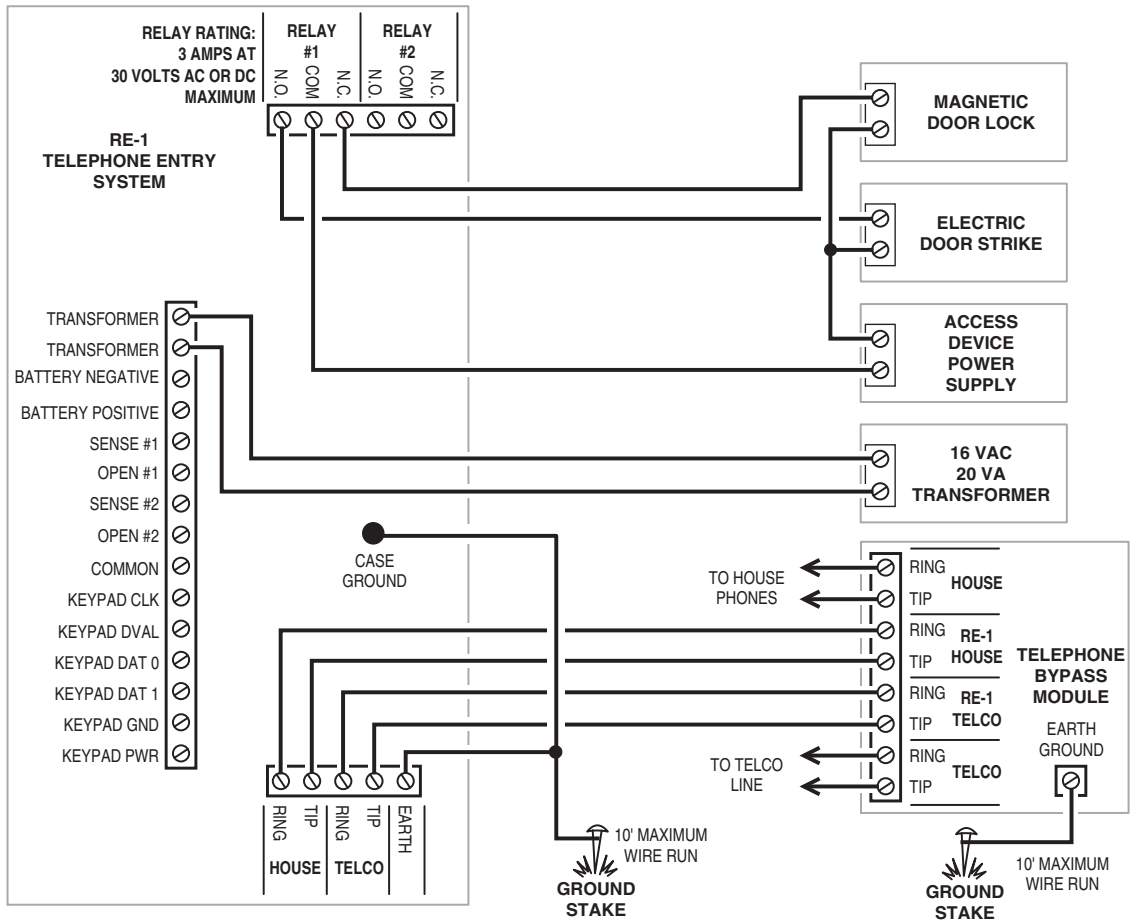 RELAY RATING:
3 AMPS AT
30 VOLTS AC OR DC
MAXIMUM
RELAY
#1
RELAY
#2
N.O.
COM
N.C.
N.O.
COM
N.C.
RE-1
TELEPHONE ENTRY
SYSTEM
MAGNETIC
DOOR LOCK
ELECTRIC
DOOR STRIKE
ACCESS
DEVICE
POWER
SUPPLY
16 VAC
20 VA
TRANSFORMER
TRANSFORMER
TRANSFORMER
BATTERY NEGATIVE
BATTERY POSITIVE
SENSE #1
OPEN #1
SENSE #2
OPEN #2
COMMON
KEYPAD CLK
KEYPAD DVAL
KEYPAD DAT 0
KEYPAD DAT 1
KEYPAD GND
KEYPAD PWR
CASE
GROUND
TO HOUSE
PHONES
TO TELCO
LINE
RING
TIP
HOUSE
RING
TIP
RE-1
HOUSE
RING
TIP
RE-1
TELCO
RING
TIP
TELCO
TELEPHONE
BYPASS
MODULE
EARTH
GROUND
RING
TIP
RING
TIP
EARTH
HOUSE
TELCO
10' MAXIMUM
WIRE RUN
GROUND
STAKE
10' MAXIMUM
WIRE RUN
GROUND
STAKE